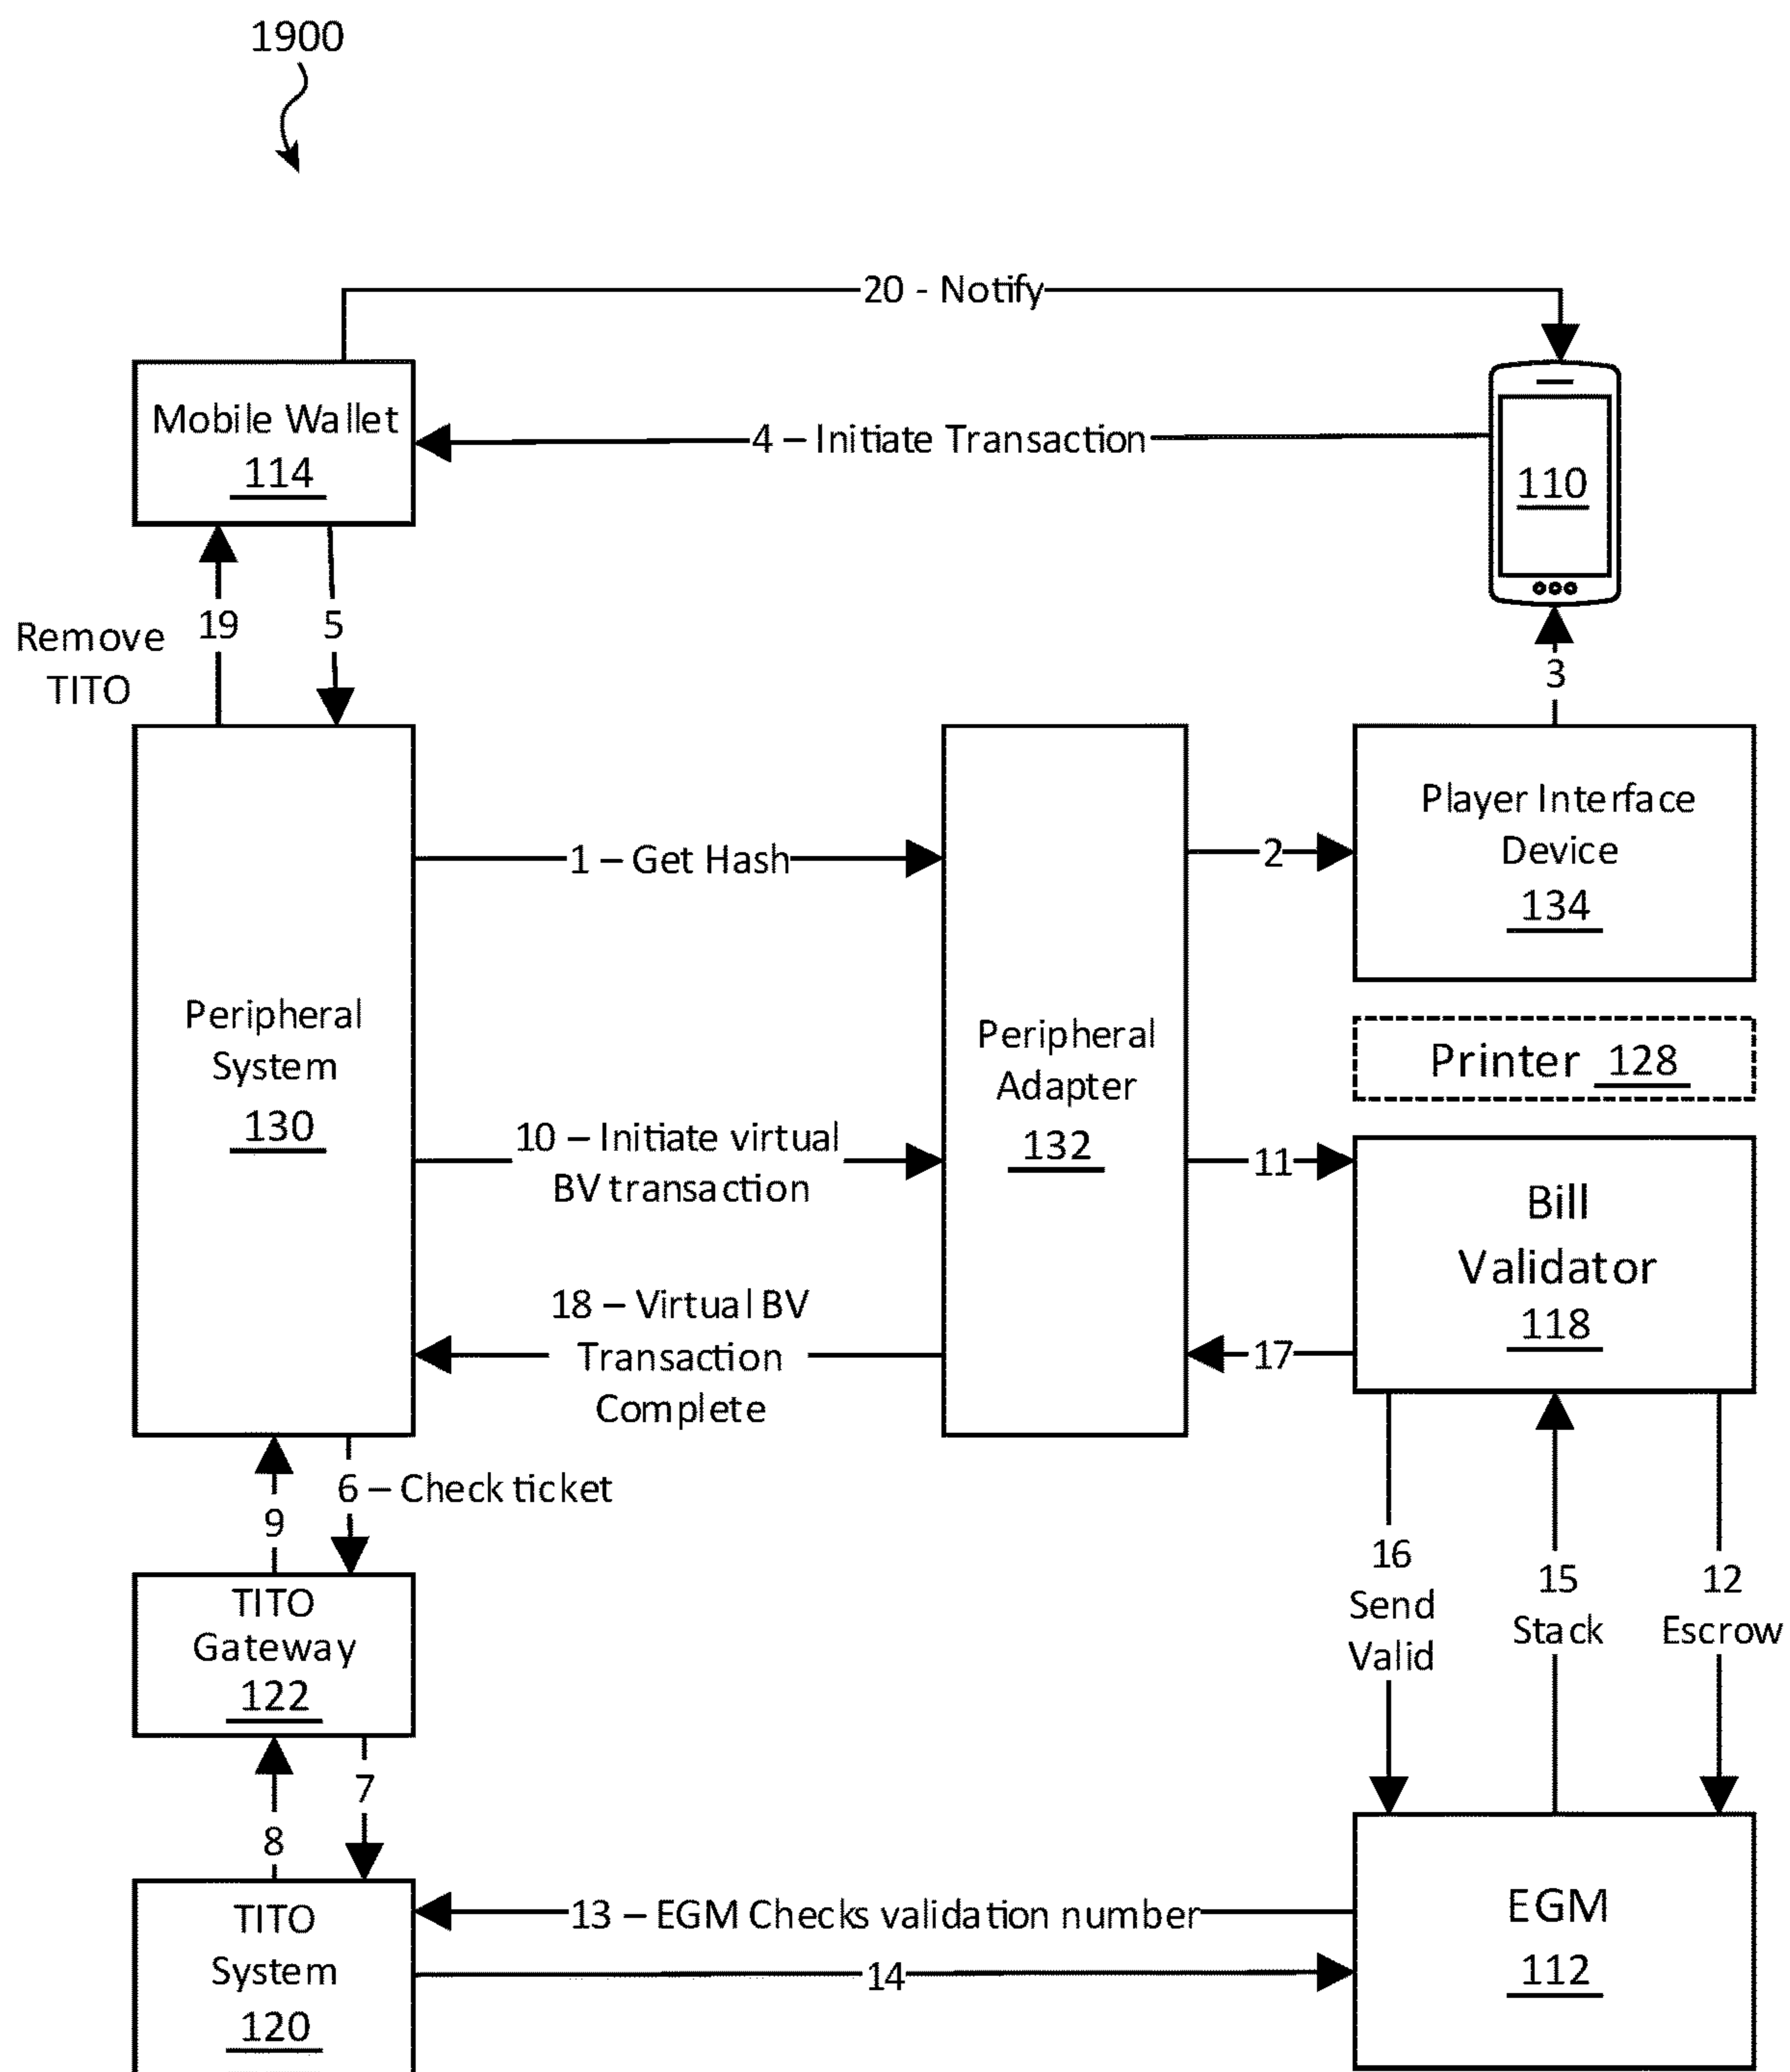 1900
20 - Notify
Mobile Wallet
114
4 – Initiate Transaction
110
Remove
TITO
19
5
3
1 – Get Hash
2
Player Interface
Device
134
Peripheral
System
130
Peripheral
Adapter
132
Printer 128
10 – Initiate virtual
BV transaction
11
Bill
Validator
118
18 – Virtual BV
Transaction
Complete
17
6 – Check ticket
9
16
Send
Valid
15
Stack
12
Escrow
TITO
Gateway
122
7
8
TITO
System
120
13 – EGM Checks validation number
14
EGM
112